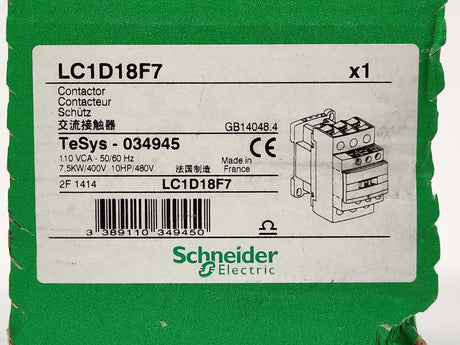 LC1D18F7 x1
Contactor
Contacteur
Schütz
交流接触器 GB14048.4
TeSys - 034945 CE
110 VCA - 50/60 Hz Made in
7,5KW/400V 10HP/480V 法国制造 France
2F 1414 LC1D18F7
3 389110 349450
Schneider
Electric